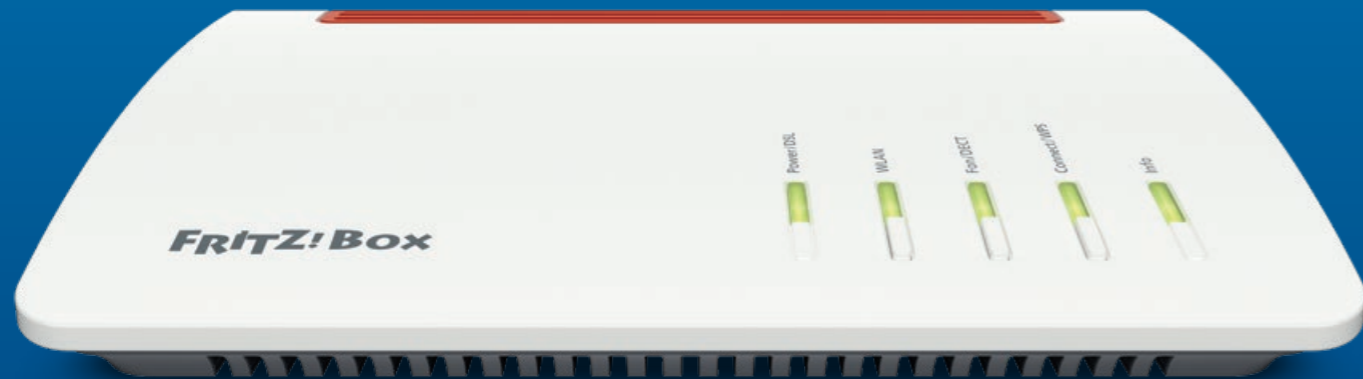 Power/DSL
WLAN
Fon/DECT
Connect/WPS
Info
FRITZ!Box